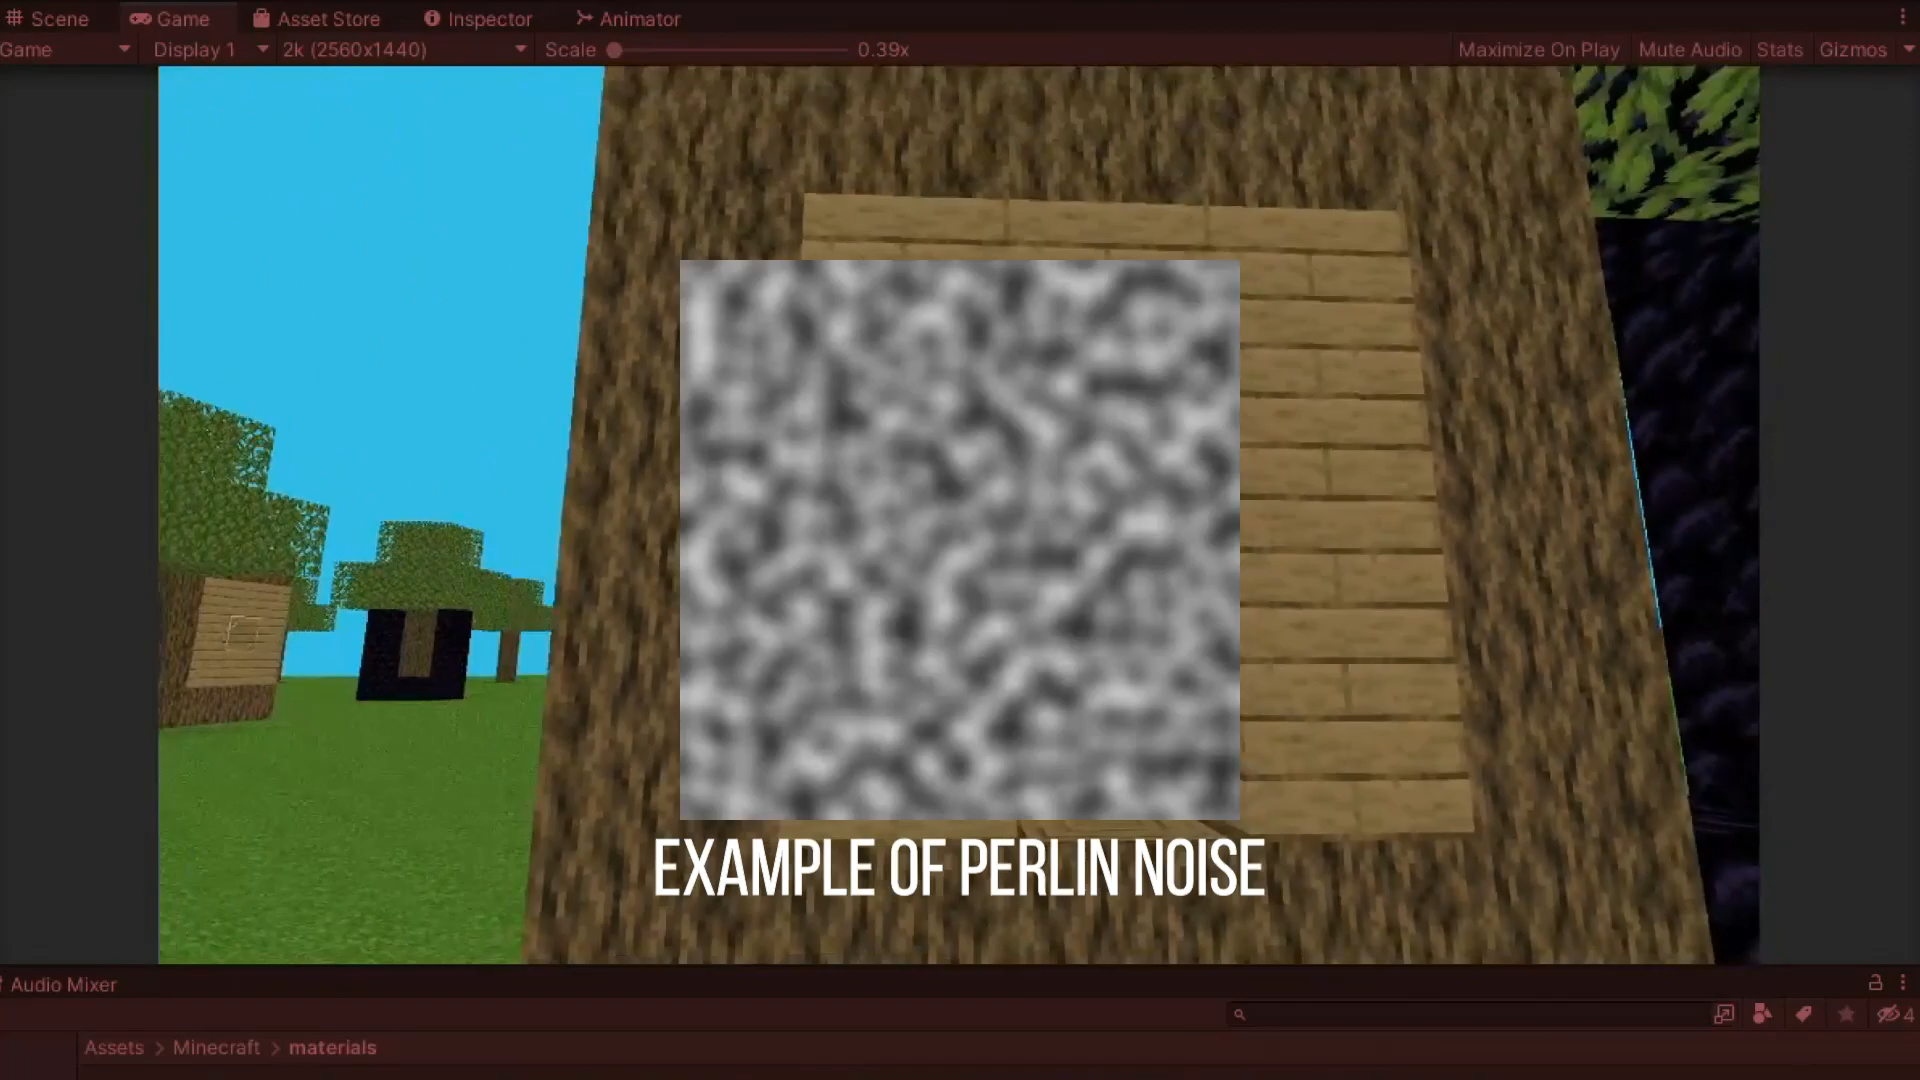 Scene Game Asset Store Inspector Animator
Game Display 1 2k (2560x1440) Scale 0.39x Maximize On Play Mute Audio Stats Gizmos
EXAMPLE OF PERLIN NOISE
Audio Mixer
4
Assets > Minecraft > materials